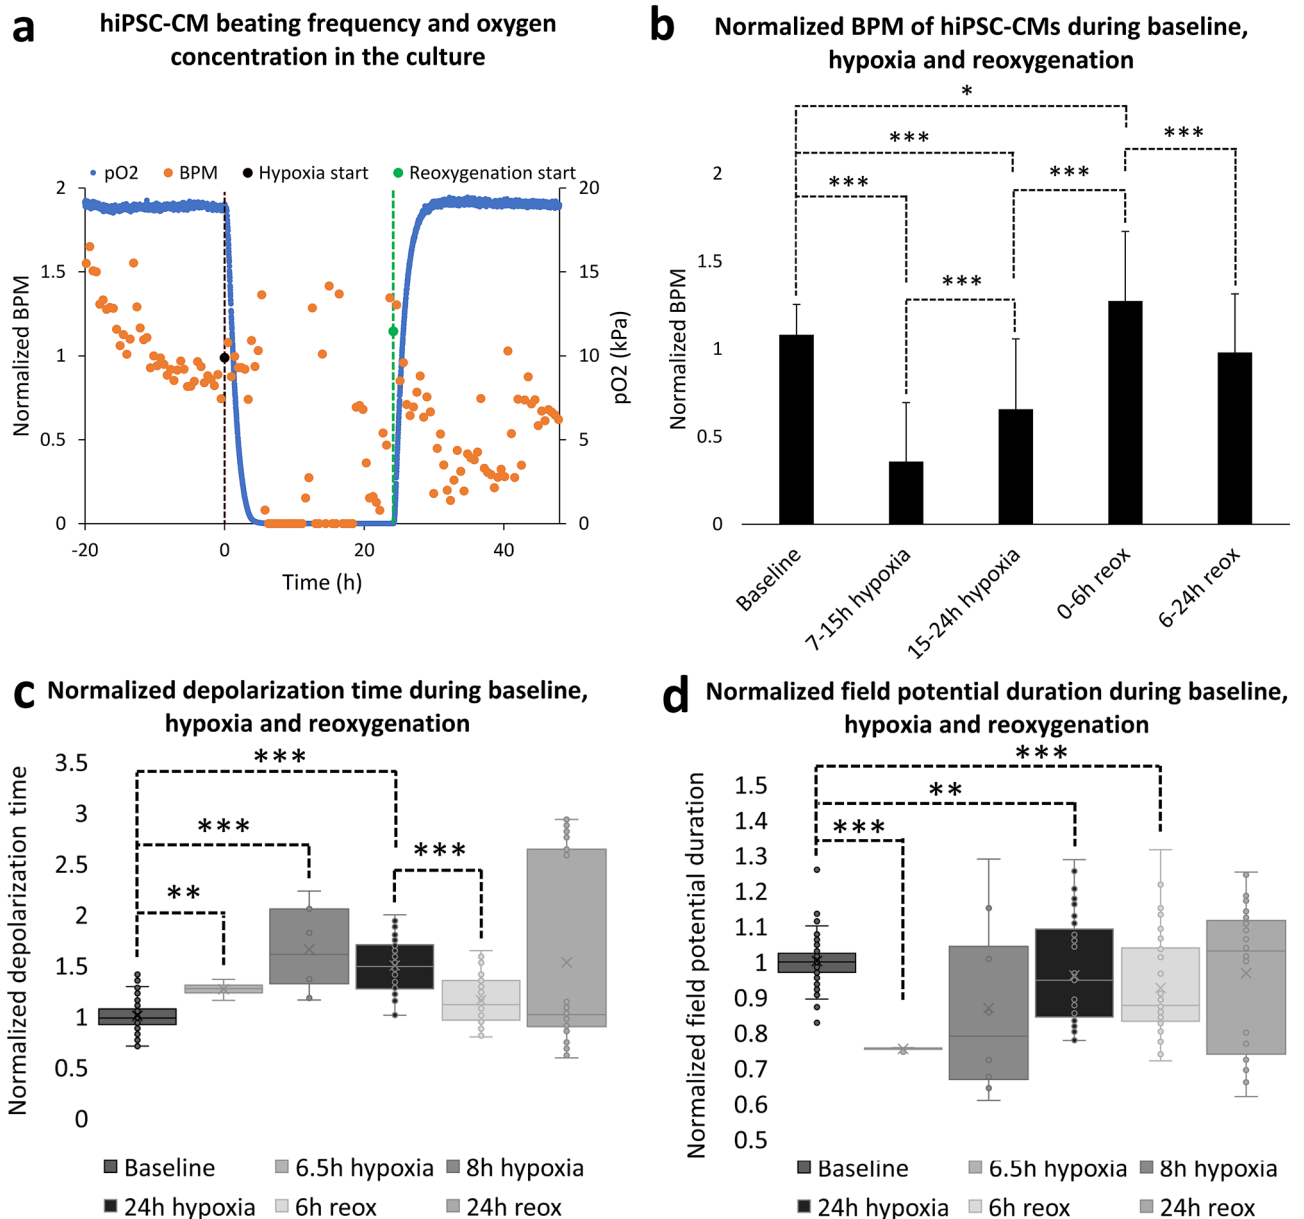 a
hiPSC-CM beating frequency and oxygen
concentration in the culture
pO2 BPM Hypoxia start Reoxygenation start
2
1.5
1
0.5
0
Normalized BPM
20
15
10
5
0
pO2 (kPa)
-20 0 20 40
Time (h)
b
Normalized BPM of hiPSC-CMs during baseline,
hypoxia and reoxygenation
*
***
***
***
***
***
2
1.5
1
0.5
0
Normalized BPM
Baseline
7-15h hypoxia
15-24h hypoxia
0-6h reox
6-24h reox
c
Normalized depolarization time during baseline,
hypoxia and reoxygenation
***
***
***
**
3.5
3
2.5
2
1.5
1
0.5
0
Normalized depolarization time
Baseline 6.5h hypoxia 8h hypoxia
24h hypoxia 6h reox 24h reox
d
Normalized field potential duration during baseline,
hypoxia and reoxygenation
***
**
***
1.5
1.4
1.3
1.2
1.1
1
0.9
0.8
0.7
0.6
0.5
Normalized field potential duration
Baseline 6.5h hypoxia 8h hypoxia
24h hypoxia 6h reox 24h reox